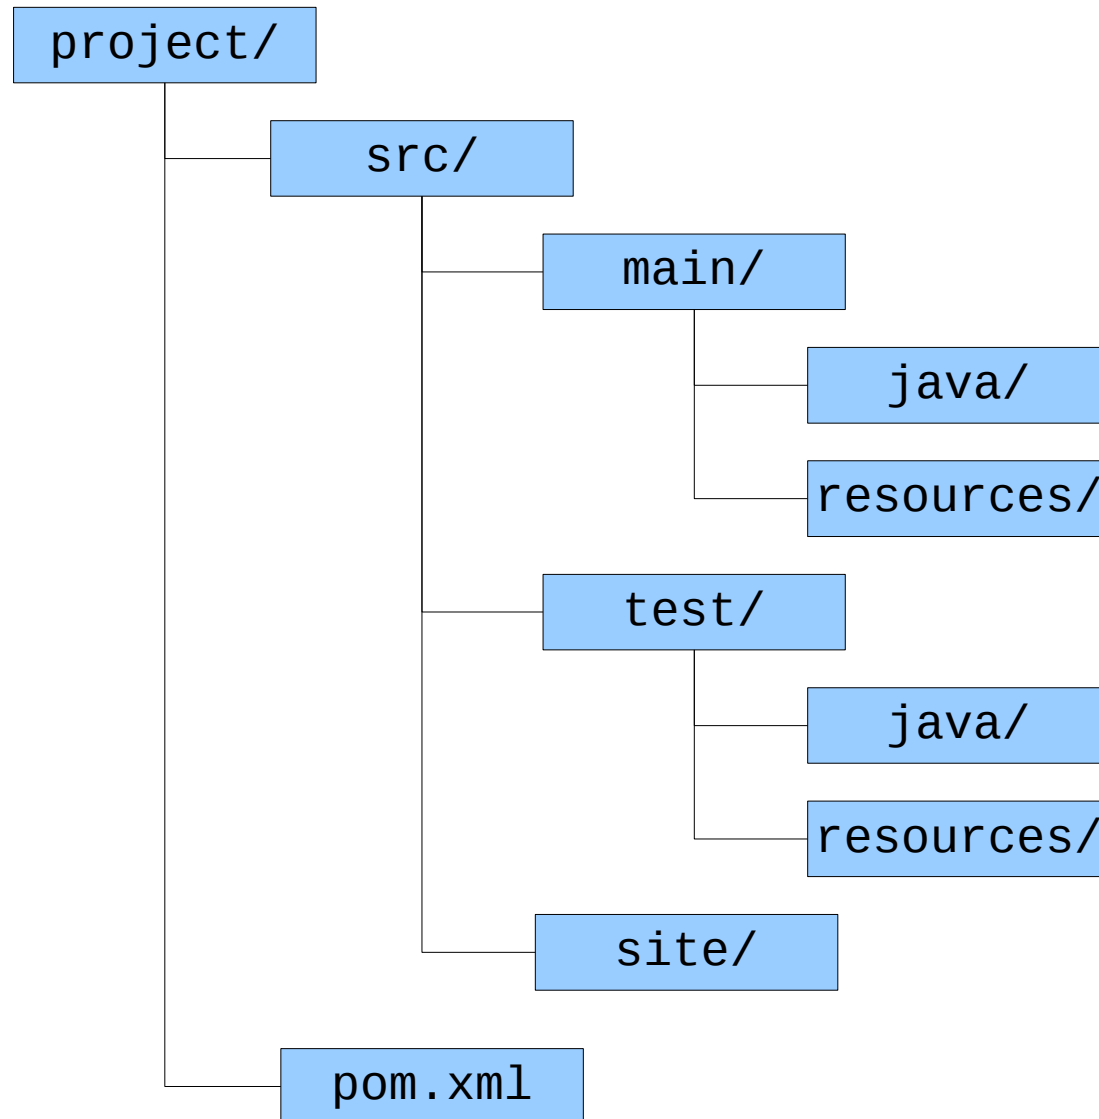 project/
src/
main/
java/
resources/
test/
java/
resources/
site/
pom.xml